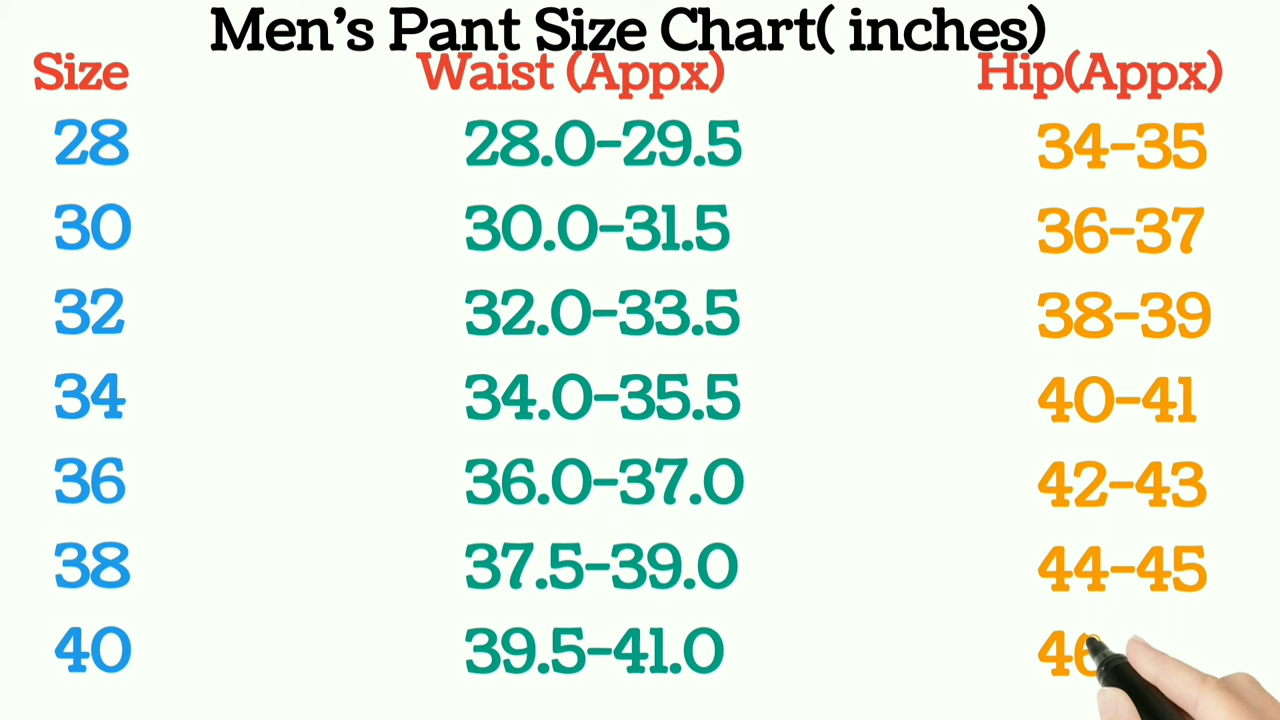 Men's Pant Size Chart( inches)
Size Waist (Appx) Hip(Appx)
28 28.0-29.5 34-35
30 30.0-31.5 36-37
32 32.0-33.5 38-39
34 34.0-35.5 40-41
36 36.0-37.0 42-43
38 37.5-39.0 44-45
40 39.5-41.0